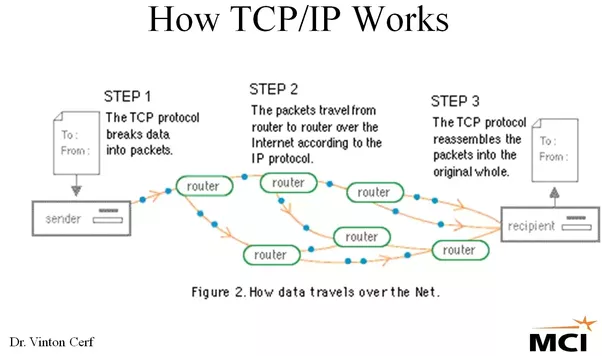 How TCP/IP Works
STEP 1
The TCP protocol
breaks data
into packets.
STEP 2
The packets travel from
router to router over the
Internet according to the
IP protocol.
STEP 3
The TCP protocol
reassembles the
packets into the
original whole.
To :
From :
To :
From :
sender
router
router
router
router
router
router
recipient
Figure 2. How data travels over the Net.
Dr. Vinton Cerf
MCI